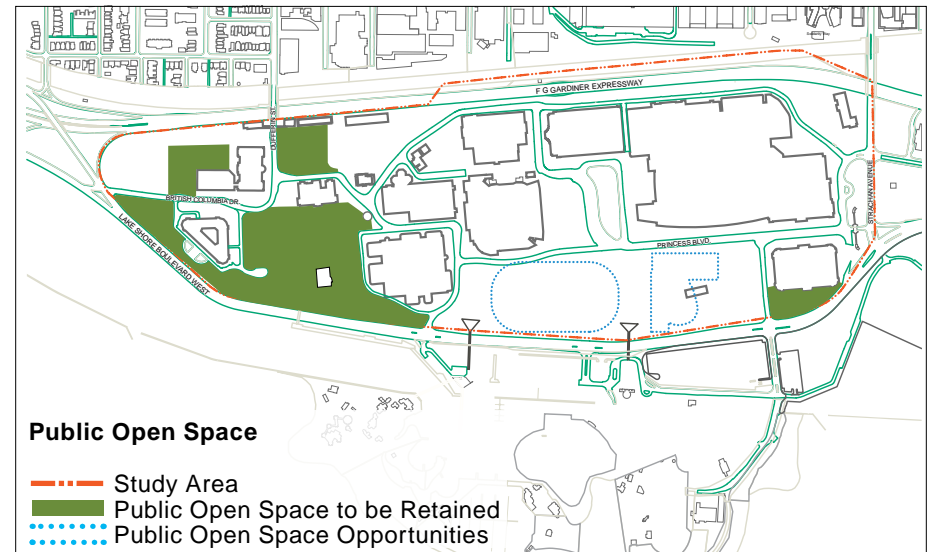 F G GARDINER EXPRESSWAY
DUFFERIN ST.
STRACHAN AVENUE
BRITISH COLUMBIA DR.
LAKE SHORE BOULEVARD WEST
PRINCESS BLVD.
Public Open Space
Study Area
Public Open Space to be Retained
Public Open Space Opportunities